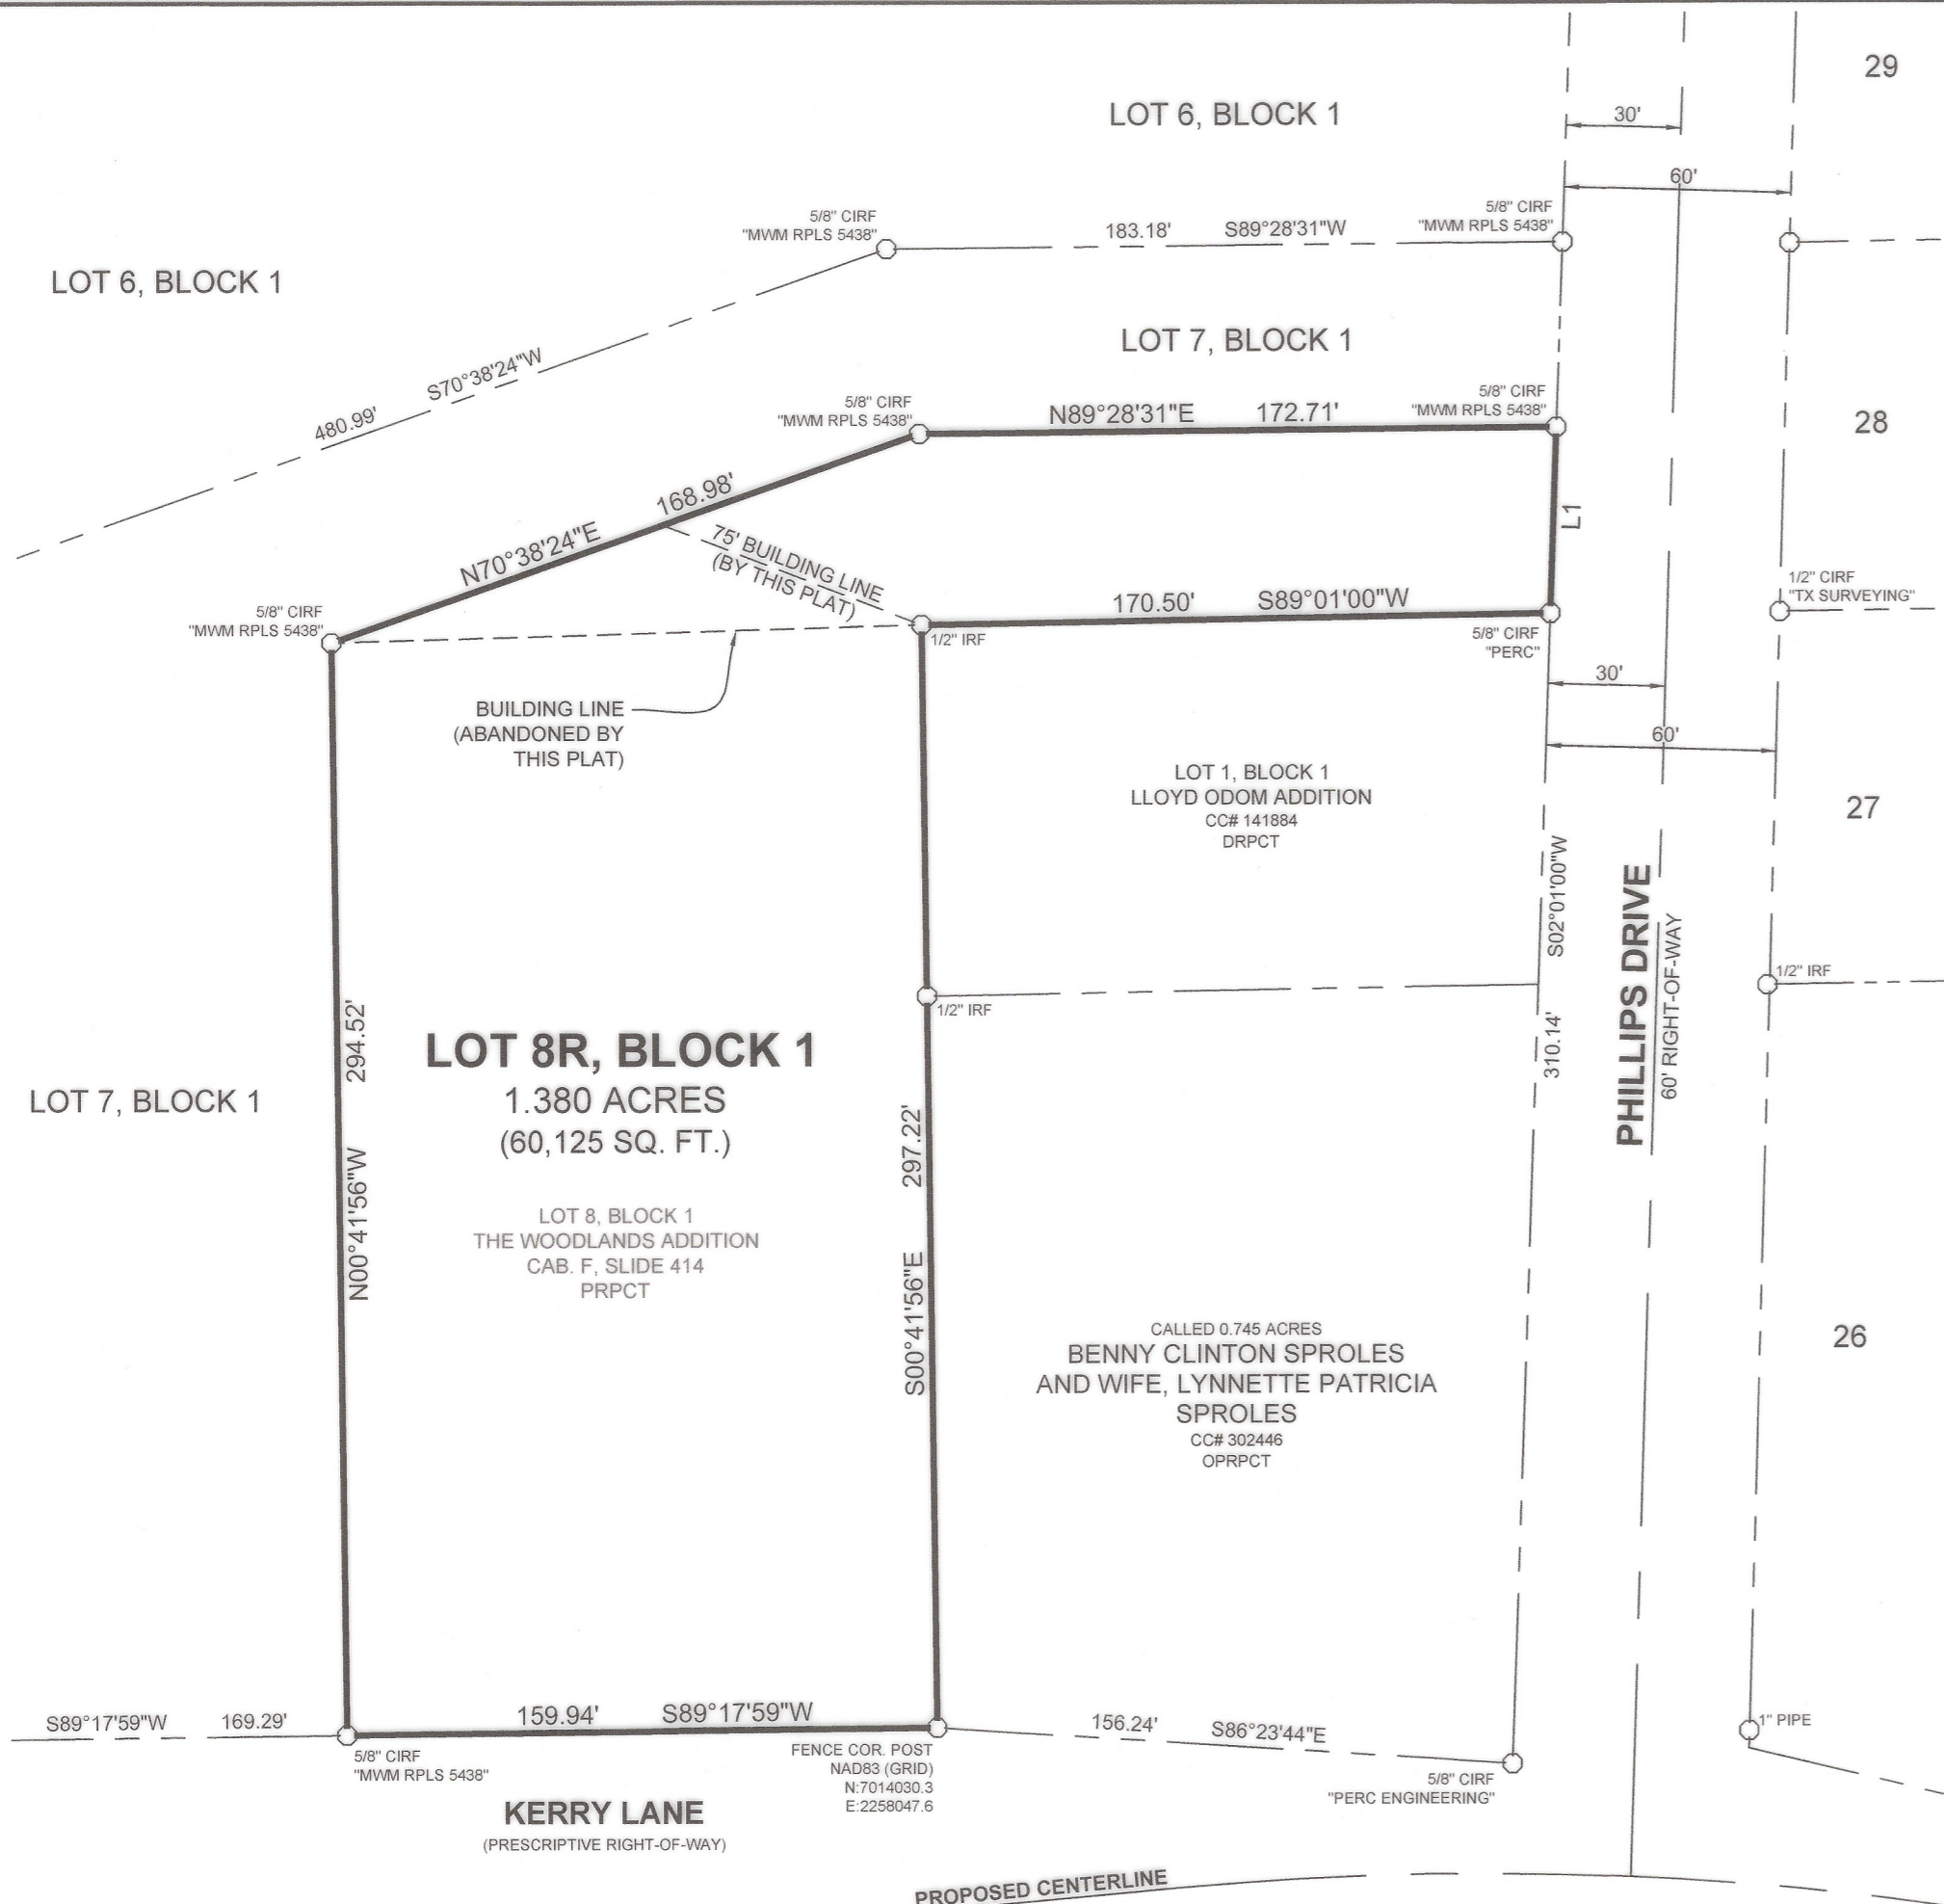 29
LOT 6, BLOCK 1
30'
60'
5/8" CIRF
"MWM RPLS 5438"
183.18'
S89°28'31"W
5/8" CIRF
"MWM RPLS 5438"
LOT 6, BLOCK 1
LOT 7, BLOCK 1
480.99'
S70°38'24"W
5/8" CIRF
"MWM RPLS 5438"
N89°28'31"E
172.71'
5/8" CIRF
"MWM RPLS 5438"
28
N70°38'24"E
168.98'
L1
75' BUILDING LINE
(BY THIS PLAT)
5/8" CIRF
"MWM RPLS 5438"
170.50'
S89°01'00"W
1/2" CIRF
"TX SURVEYING"
1/2" IRF
5/8" CIRF
"PERC"
30'
60'
BUILDING LINE
(ABANDONED BY
THIS PLAT)
LOT 1, BLOCK 1
LLOYD ODOM ADDITION
CC# 141884
DRPCT
27
S02°01'00"W
310.14'
PHILLIPS DRIVE
60' RIGHT-OF-WAY
1/2" IRF
1/2" IRF
LOT 7, BLOCK 1
N00°41'56"W
294.52'
LOT 8R, BLOCK 1
1.380 ACRES
(60,125 SQ. FT.)
LOT 8, BLOCK 1
THE WOODLANDS ADDITION
CAB. F, SLIDE 414
PRPCT
S00°41'56"E
297.22'
CALLED 0.745 ACRES
BENNY CLINTON SPROLES
AND WIFE, LYNNETTE PATRICIA
SPROLES
CC# 302446
OPRPCT
26
S89°17'59"W
169.29'
159.94'
S89°17'59"W
156.24'
S86°23'44"E
1" PIPE
5/8" CIRF
"MWM RPLS 5438"
FENCE COR. POST
NAD83 (GRID)
N:7014030.3
E:2258047.6
5/8" CIRF
"PERC ENGINEERING"
KERRY LANE
(PRESCRIPTIVE RIGHT-OF-WAY)
PROPOSED CENTERLINE